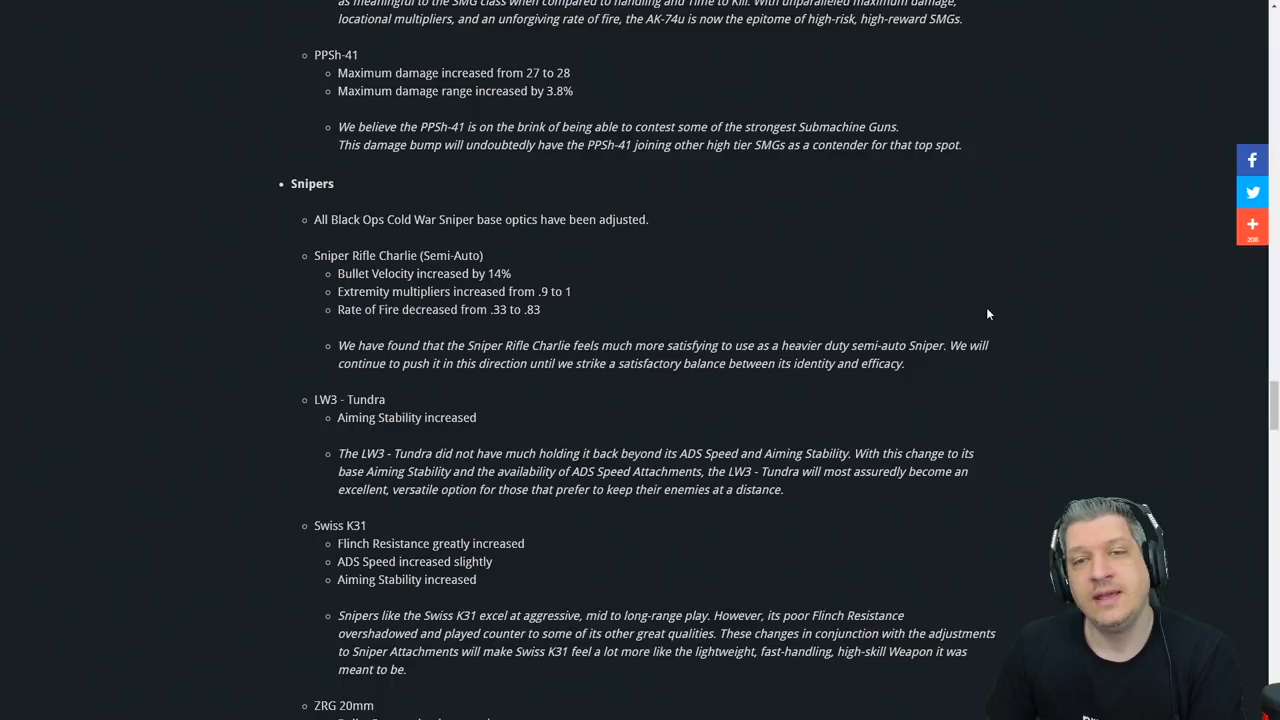 as meaningful to the SMG class when compared to handling and Time to Kill. With unparalleled maximum damage,
locational multipliers, and an unforgiving rate of fire, the AK-74u is now the epitome of high-risk, high-reward SMGs.
PPSh-41
Maximum damage increased from 27 to 28
Maximum damage range increased by 3.8%
We believe the PPSh-41 is on the brink of being able to contest some of the strongest Submachine Guns.
This damage bump will undoubtedly have the PPSh-41 joining other high tier SMGs as a contender for that top spot.
Snipers
All Black Ops Cold War Sniper base optics have been adjusted.
Sniper Rifle Charlie (Semi-Auto)
Bullet Velocity increased by 14%
Extremity multipliers increased from .9 to 1
Rate of Fire decreased from .33 to .83
We have found that the Sniper Rifle Charlie feels much more satisfying to use as a heavier duty semi-auto Sniper. We will
continue to push it in this direction until we strike a satisfactory balance between its identity and efficacy.
LW3 - Tundra
Aiming Stability increased
The LW3 - Tundra did not have much holding it back beyond its ADS Speed and Aiming Stability. With this change to its
base Aiming Stability and the availability of ADS Speed Attachments, the LW3 - Tundra will most assuredly become an
excellent, versatile option for those that prefer to keep their enemies at a distance.
Swiss K31
Flinch Resistance greatly increased
ADS Speed increased slightly
Aiming Stability increased
Snipers like the Swiss K31 excel at aggressive, mid to long-range play. However, its poor Flinch Resistance
overshadowed and played counter to some of its other great qualities. These changes in conjunction with the adjustments
to Sniper Attachments will make Swiss K31 feel a lot more like the lightweight, fast-handling, high-skill Weapon it was
meant to be.
ZRG 20mm
206